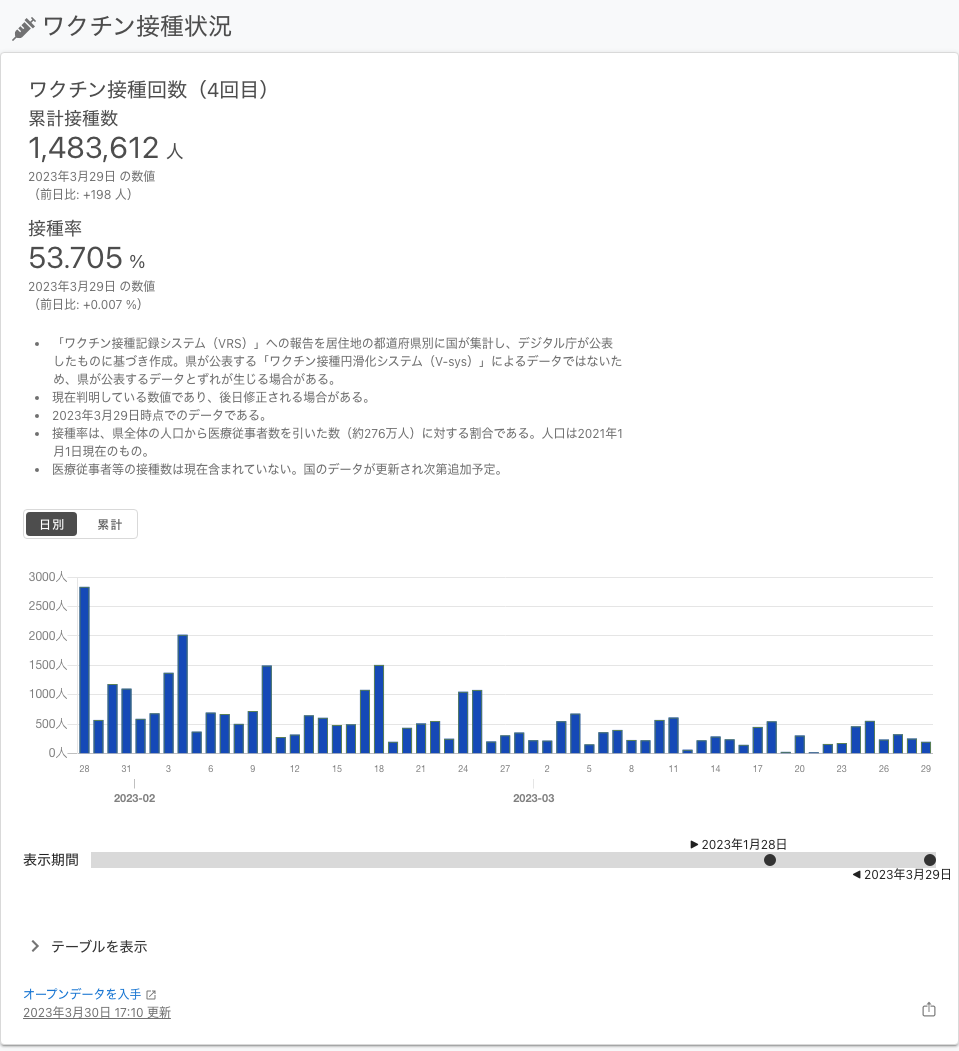 ワクチン接種状況
ワクチン接種回数（4回目）
累計接種数
1,483,612 人
2023年3月29日 の数値
（前日比: +198 人）
接種率
53.705 %
2023年3月29日 の数値
（前日比: +0.007 %）
• 「ワクチン接種記録システム（VRS）」への報告を居住地の都道府県別に国が集計し、デジタル庁が公表
したものに基づき作成。県が公表する「ワクチン接種円滑化システム（V-sys）」によるデータではないた
め、県が公表するデータとずれが生じる場合がある。
• 現在判明している数値であり、後日修正される場合がある。
• 2023年3月29日時点でのデータである。
• 接種率は、県全体の人口から医療従事者数を引いた数（約276万人）に対する割合である。人口は2021年1
月1日現在のもの。
• 医療従事者等の接種数は現在含まれていない。国のデータが更新され次第追加予定。
日別 累計
3000人
2500人
2000人
1500人
1000人
500人
0人
28 31 3 6 9 12 15 18 21 24 27 2 5 8 11 14 17 20 23 26 29
2023-02 2023-03
2023年1月28日
表示期間
2023年3月29日
テーブルを表示
オープンデータを入手
2023年3月30日 17:10 更新